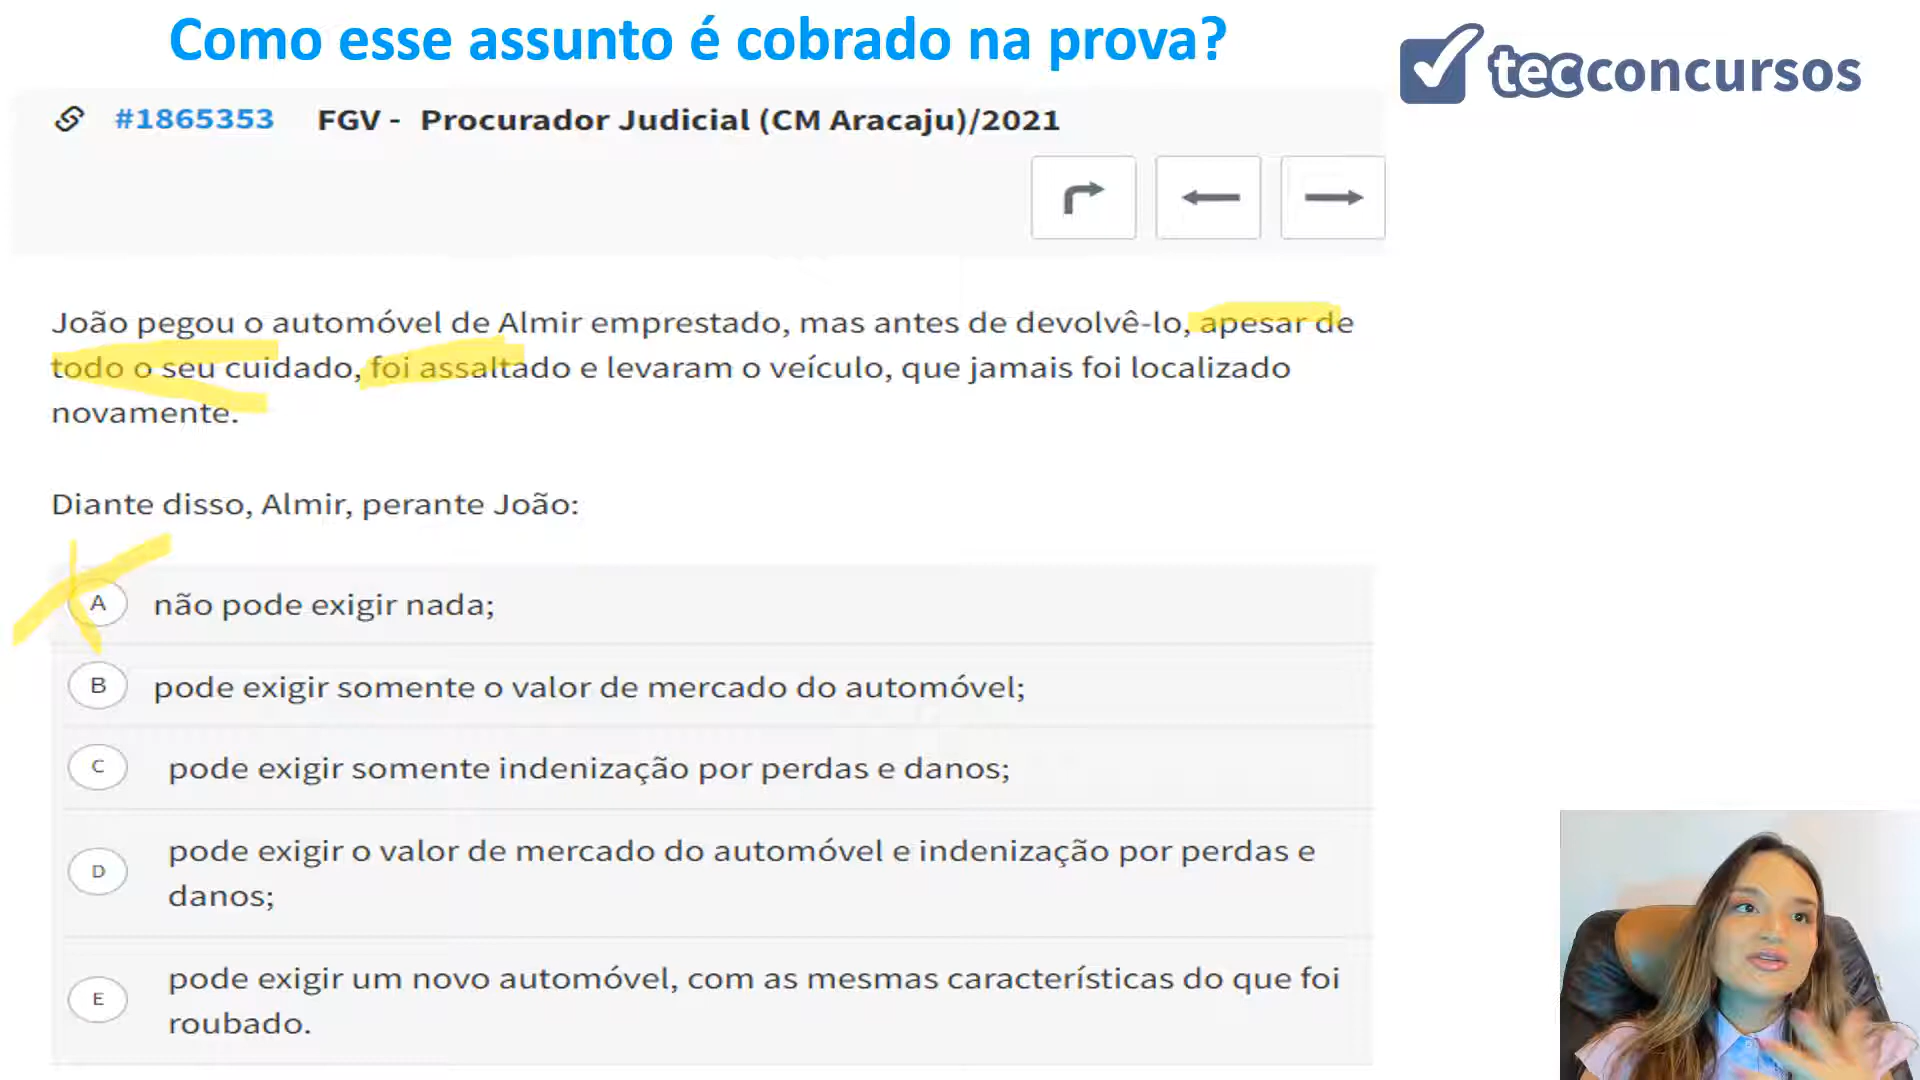 Como esse assunto é cobrado na prova?
tecconcursos
#1865353 FGV - Procurador Judicial (CM Aracaju)/2021
João pegou o automóvel de Almir emprestado, mas antes de devolvê-lo, apesar de
todo o seu cuidado, foi assaltado e levaram o veículo, que jamais foi localizado
novamente.
Diante disso, Almir, perante João:
A não pode exigir nada;
B pode exigir somente o valor de mercado do automóvel;
C pode exigir somente indenização por perdas e danos;
D pode exigir o valor de mercado do automóvel e indenização por perdas e
danos;
E pode exigir um novo automóvel, com as mesmas características do que foi
roubado.